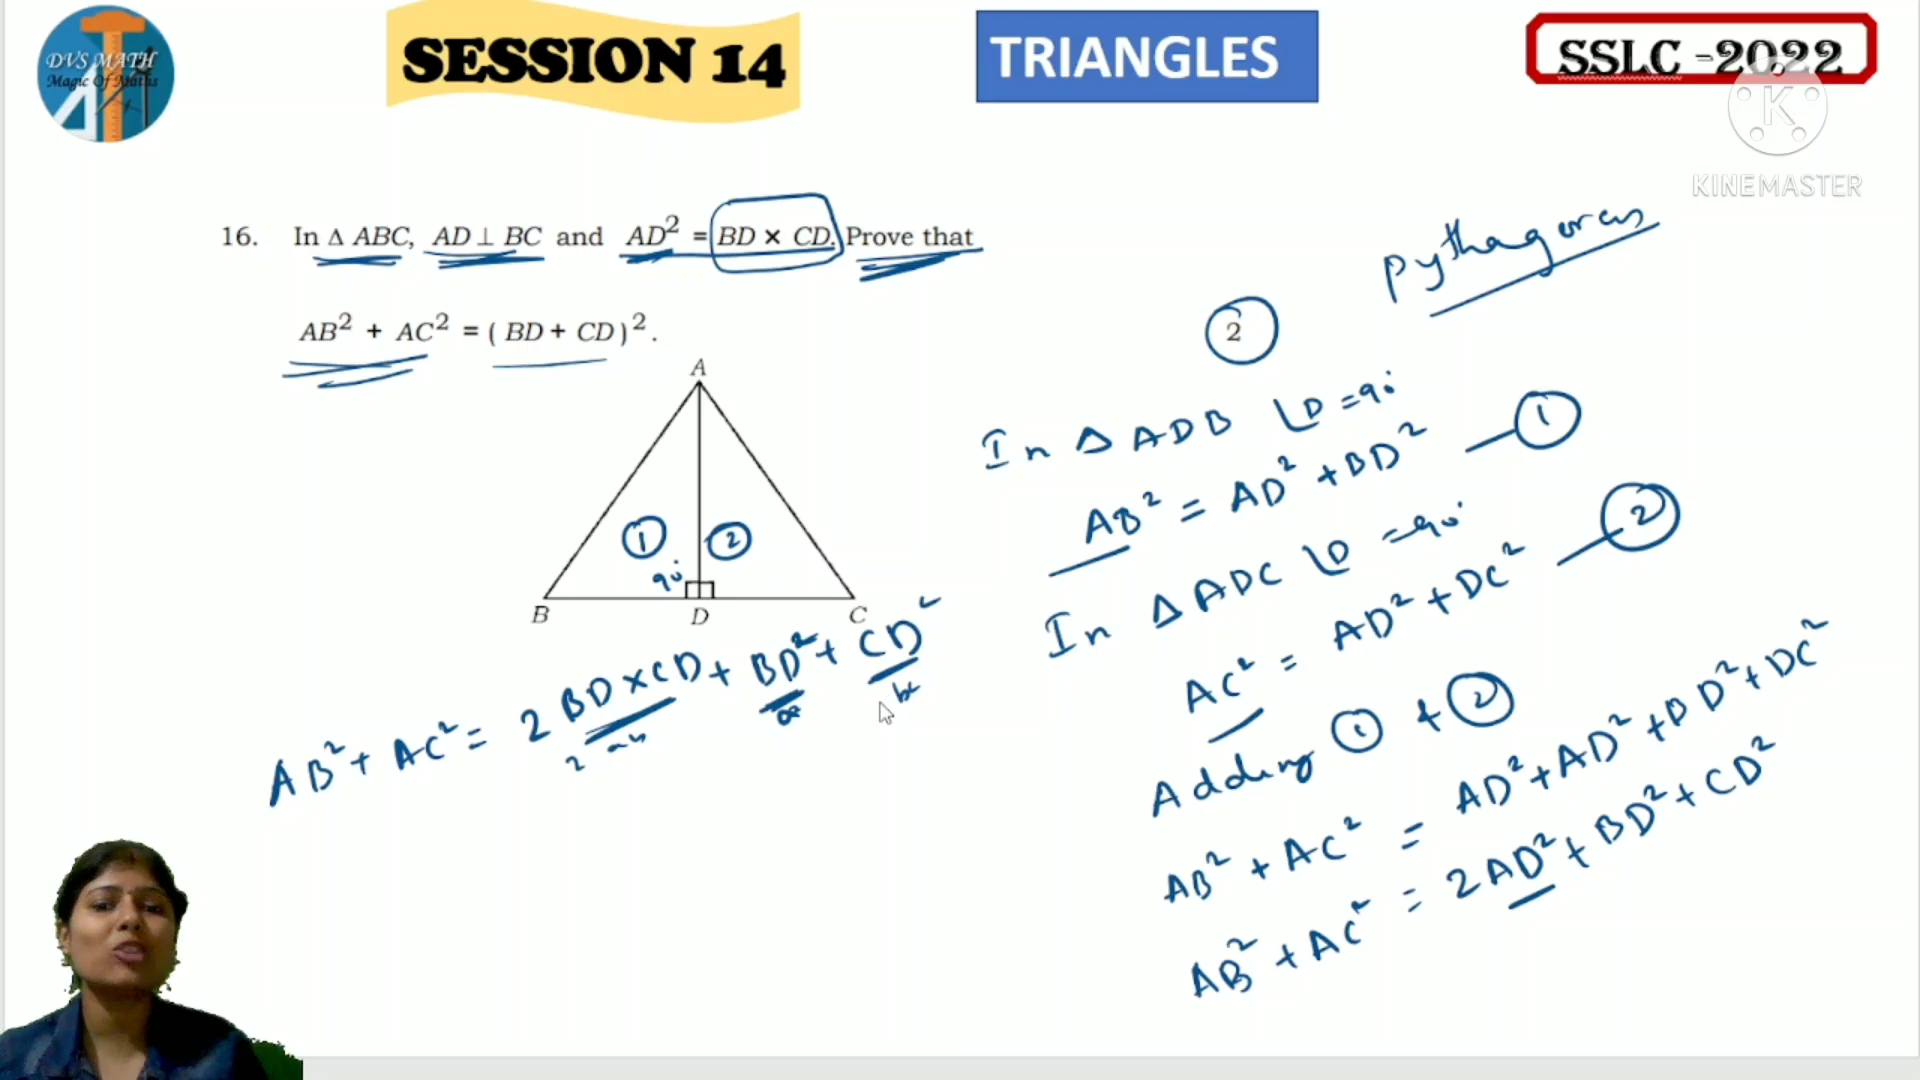 DVS MATH
Magic Of Maths
SESSION 14
TRIANGLES
SSLC -2022
K
KINEMASTER
16. In Δ ABC, AD ⊥ BC and AD² = BD × CD. Prove that
AB² + AC² = ( BD + CD )².
Pythagoras
2
A
1 2
90°
B D C
In Δ ADB ∟D = 90°
AB² = AD² + BD² — 1
In Δ ADC ∟D = 90°
AC² = AD² + DC² — 2
Adding 1 & 2
AB² + AC² = AD² + AD² + BD² + DC²
AB² + AC² = 2AD² + BD² + CD²
AB² + AC² = 2 BD × CD + BD² + CD²
2 ab